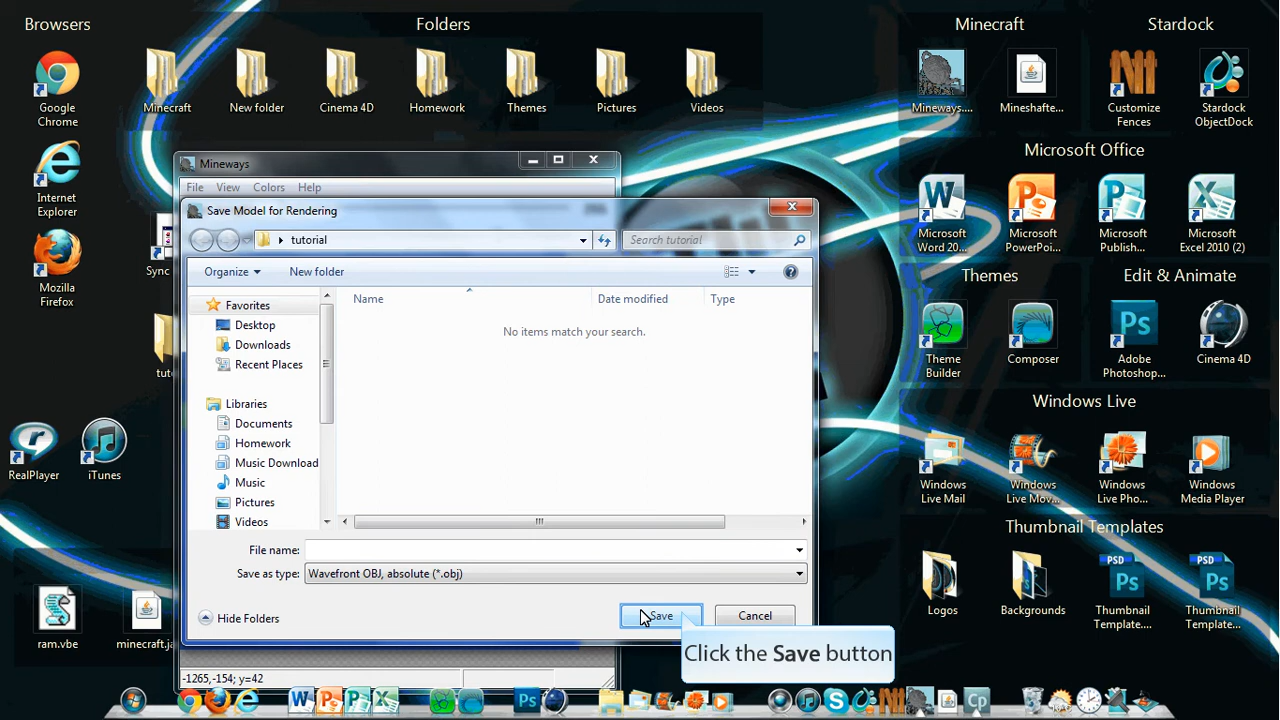 Browsers
Folders
Minecraft
Stardock
Google
Chrome
Minecraft
New folder
Cinema 4D
Homework
Themes
Pictures
Videos
Mineways....
Mineshafte...
Customize
Fences
Stardock
ObjectDock
Internet
Explorer
Mozilla
Firefox
Sync
RealPlayer
iTunes
ram.vbe
minecraft.ja
Mineways
File
View
Colors
Help
Save Model for Rendering
tutorial
Search tutorial
Organize
New folder
Name
Date modified
Type
No items match your search.
Favorites
Desktop
Downloads
Recent Places
Libraries
Documents
Homework
Music Download
Music
Pictures
Videos
File name:
Save as type:
Wavefront OBJ, absolute (*.obj)
Hide Folders
Save
Cancel
Click the Save button
-1265,-154; y=42
Microsoft Office
Microsoft
Word 20...
Microsoft
PowerPoi...
Microsoft
Publish...
Microsoft
Excel 2010 (2)
Themes
Edit & Animate
Theme
Builder
Composer
Ps
Adobe
Photoshop...
Cinema 4D
Windows Live
Windows
Live Mail
Windows
Live Mov...
Windows
Live Pho...
Windows
Media Player
Thumbnail Templates
Logos
Backgrounds
PSD
Ps
Thumbnail
Template....
PSD
Ps
Thumbnail
Template...
Ps
Cp